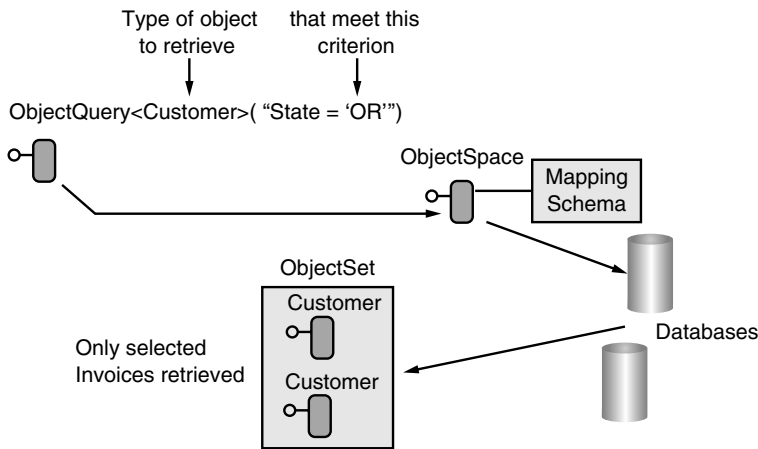 Type of object
to retrieve
that meet this
criterion
ObjectQuery<Customer>( “State = ‘OR’”)
ObjectSpace
Mapping
Schema
ObjectSet
Customer
Customer
Only selected
Invoices retrieved
Databases